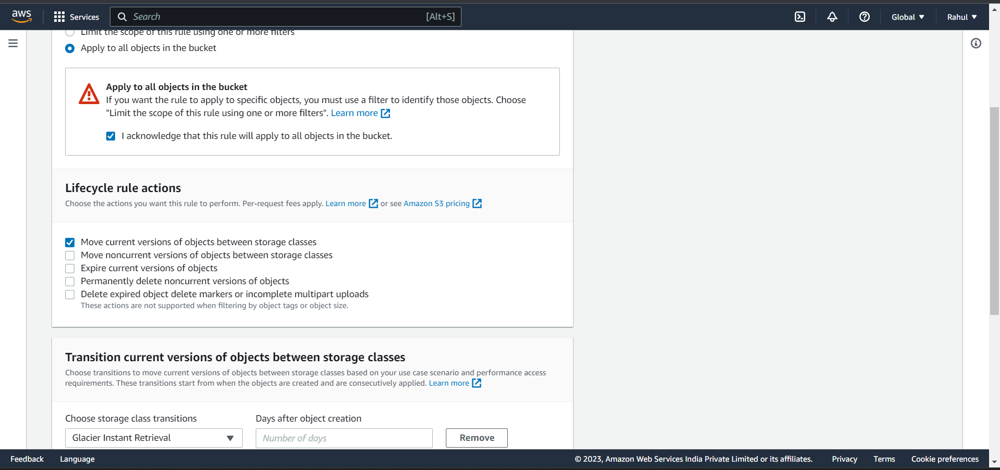 aws
Services
Search
[Alt+S]
Global
Rahul
Limit the scope of this rule using one or more filters
Apply to all objects in the bucket
Apply to all objects in the bucket
If you want the rule to apply to specific objects, you must use a filter to identify those objects. Choose
"Limit the scope of this rule using one or more filters". Learn more
I acknowledge that this rule will apply to all objects in the bucket.
Lifecycle rule actions
Choose the actions you want this rule to perform. Per-request fees apply. Learn more or see Amazon S3 pricing
Move current versions of objects between storage classes
Move noncurrent versions of objects between storage classes
Expire current versions of objects
Permanently delete noncurrent versions of objects
Delete expired object delete markers or incomplete multipart uploads
These actions are not supported when filtering by object tags or object size.
Transition current versions of objects between storage classes
Choose transitions to move current versions of objects between storage classes based on your use case scenario and performance access
requirements. These transitions start from when the objects are created and are consecutively applied. Learn more
Choose storage class transitions
Days after object creation
Glacier Instant Retrieval
Number of days
Remove
Feedback
Language
© 2023, Amazon Web Services India Private Limited or its affiliates.
Privacy
Terms
Cookie preferences